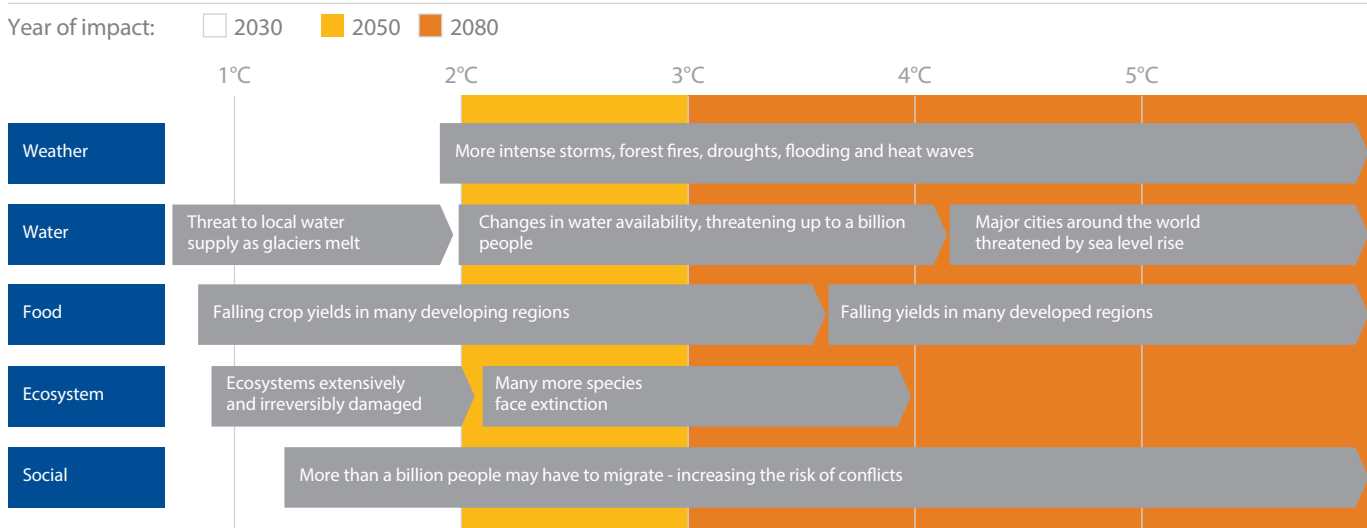 Year of impact: 2030 2050 2080
1°C 2°C 3°C 4°C 5°C
Weather
More intense storms, forest fires, droughts, flooding and heat waves
Water
Threat to local water
supply as glaciers melt
Changes in water availability, threatening up to a billion
people
Major cities around the world
threatened by sea level rise
Food
Falling crop yields in many developing regions
Falling yields in many developed regions
Ecosystem
Ecosystems extensively
and irreversibly damaged
Many more species
face extinction
Social
More than a billion people may have to migrate - increasing the risk of conflicts